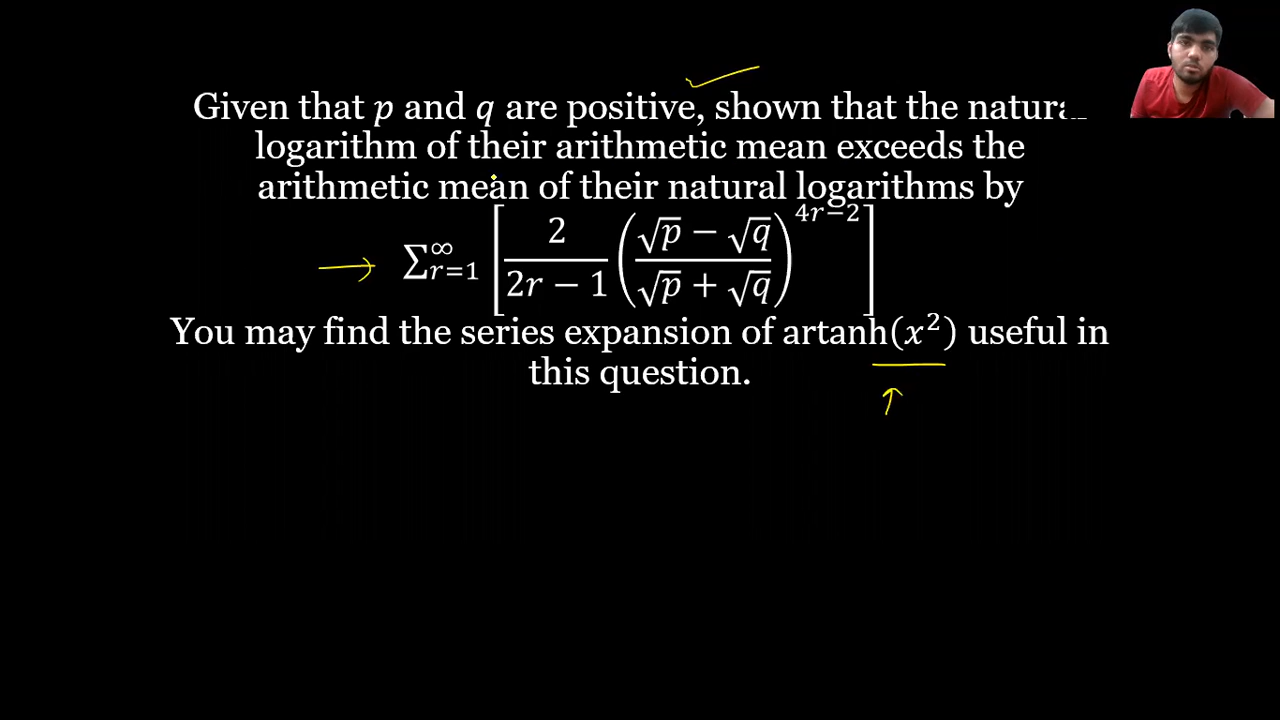 Given that p and q are positive, shown that the
logarithm of their arithmetic mean exceeds the
arithmetic mean of their natural logarithms by
∑_{r=1}^{∞} [ \frac{2}{2r − 1} ( \frac{√p − √q}{√p + √q} )^{4r−2} ]
You may find the series expansion of artanh(x²) useful in
this question.